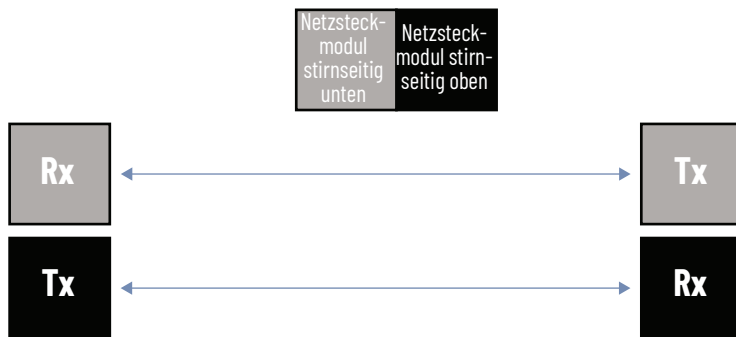 Netzsteck-
modul
stirnseitig
unten
Netzsteck-
modul stirn-
seitig oben
Rx
Tx
Tx
Rx